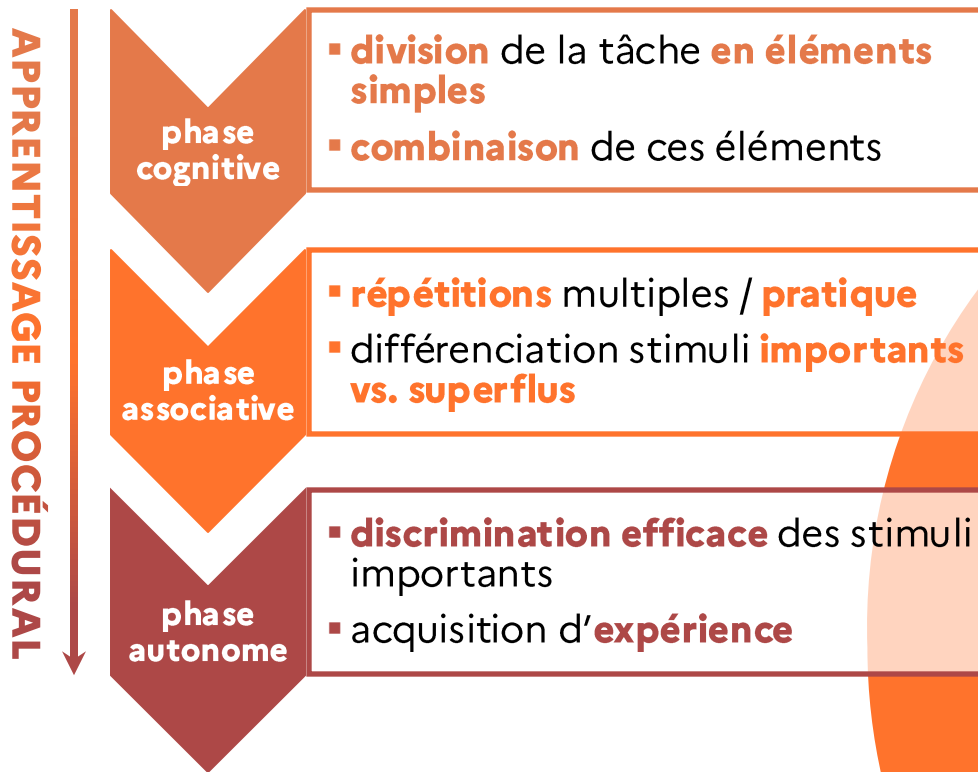 APPRENTISSAGE PROCÉDURAL
phase
cognitive
▪ division de la tâche en éléments
simples
▪ combinaison de ces éléments
phase
associative
▪ répétitions multiples / pratique
▪ différenciation stimuli importants
vs. superflus
phase
autonome
▪ discrimination efficace des stimuli
importants
▪ acquisition d'expérience